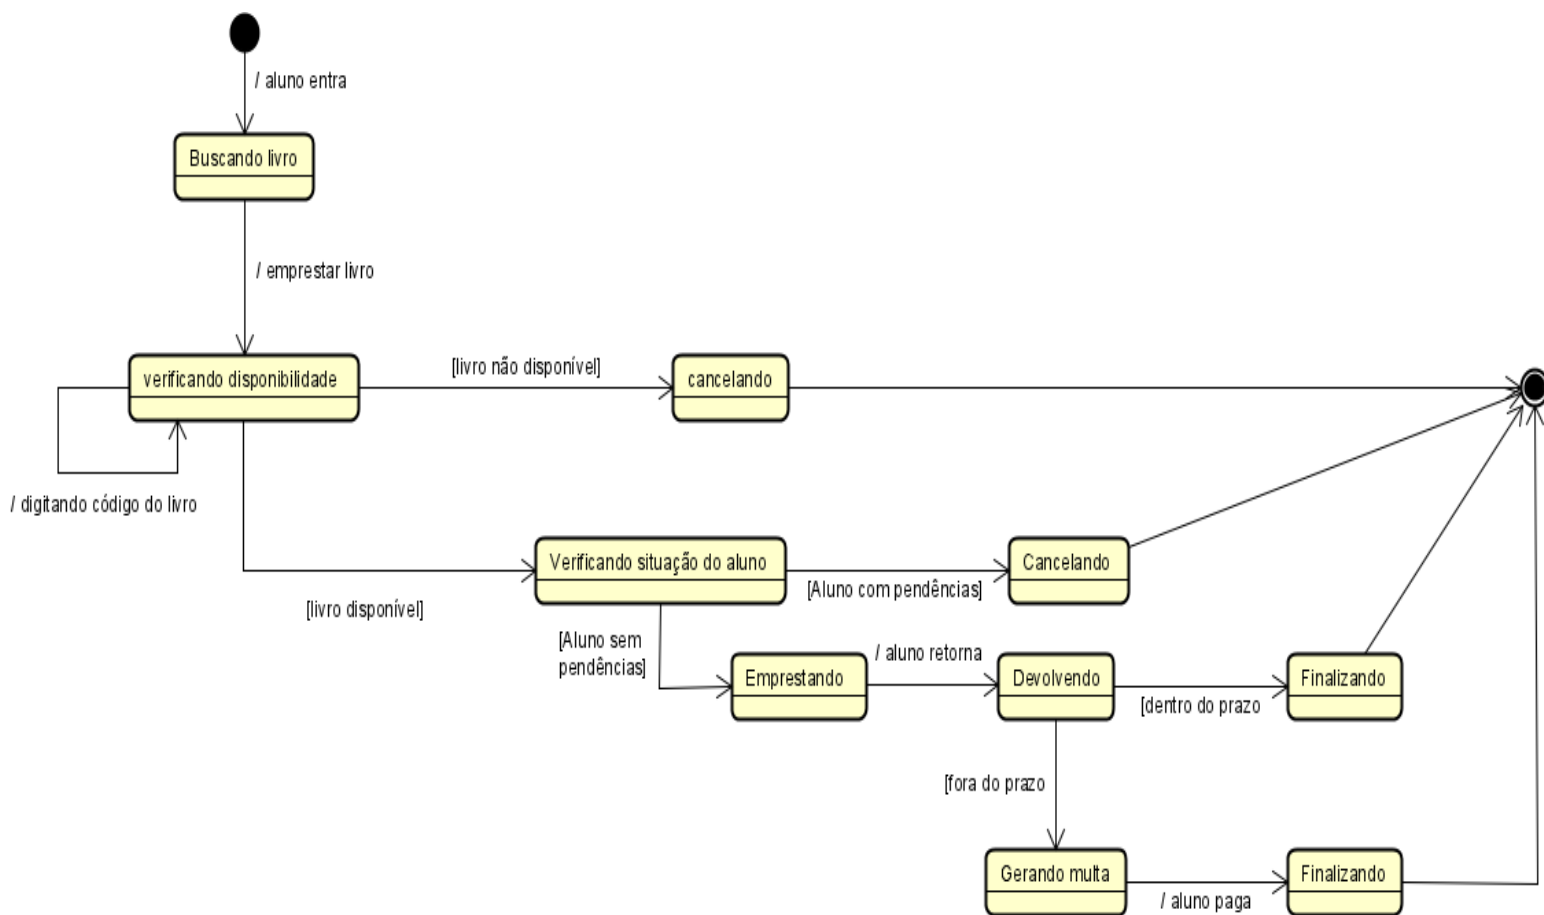 / aluno entra
Buscando livro
/ emprestar livro
[livro não disponível]
verificando disponibilidade
cancelando
/ digitando código do livro
Verificando situação do aluno
Cancelando
[Aluno com pendências]
[livro disponível]
[Aluno sem
pendências]
/ aluno retorna
Emprestando
Devolvendo
Finalizando
[dentro do prazo
[fora do prazo
Gerando multa
Finalizando
/ aluno paga